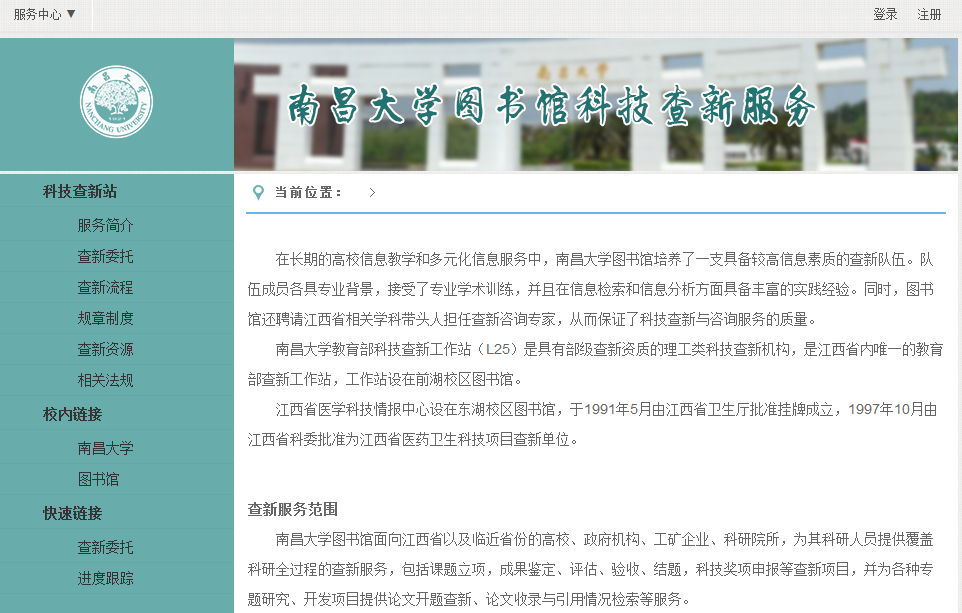 服务中心 ▼
登录 注册
南昌大学
NANCHANG UNIVERSITY
1921
南昌大学
南昌大学图书馆科技查新服务
科技查新站
服务简介
查新委托
查新流程
规章制度
查新资源
相关法规
校内链接
南昌大学
图书馆
快速链接
查新委托
进度跟踪
当前位置： >
在长期的高校信息教学和多元化信息服务中，南昌大学图书馆培养了一支具备较高信息素质的查新队伍。队
伍成员各具专业背景，接受了专业学术训练，并且在信息检索和信息分析方面具备丰富的实践经验。同时，图书
馆还聘请江西省相关学科带头人担任查新咨询专家，从而保证了科技查新与咨询服务的质量。
南昌大学教育部科技查新工作站（L25）是具有部级查新资质的理工类科技查新机构，是江西省内唯一的教育
部查新工作站，工作站设在前湖校区图书馆。
江西省医学科技情报中心设在东湖校区图书馆，于1991年5月由江西省卫生厅批准挂牌成立，1997年10月由
江西省科委批准为江西省医药卫生科技项目查新单位。
查新服务范围
南昌大学图书馆面向江西省以及临近省份的高校、政府机构、工矿企业、科研院所，为其科研人员提供覆盖
科研全过程的查新服务，包括课题立项，成果鉴定、评估、验收、结题，科技奖项申报等查新项目，并为各种专
题研究、开发项目提供论文开题查新、论文收录与引用情况检索等服务。